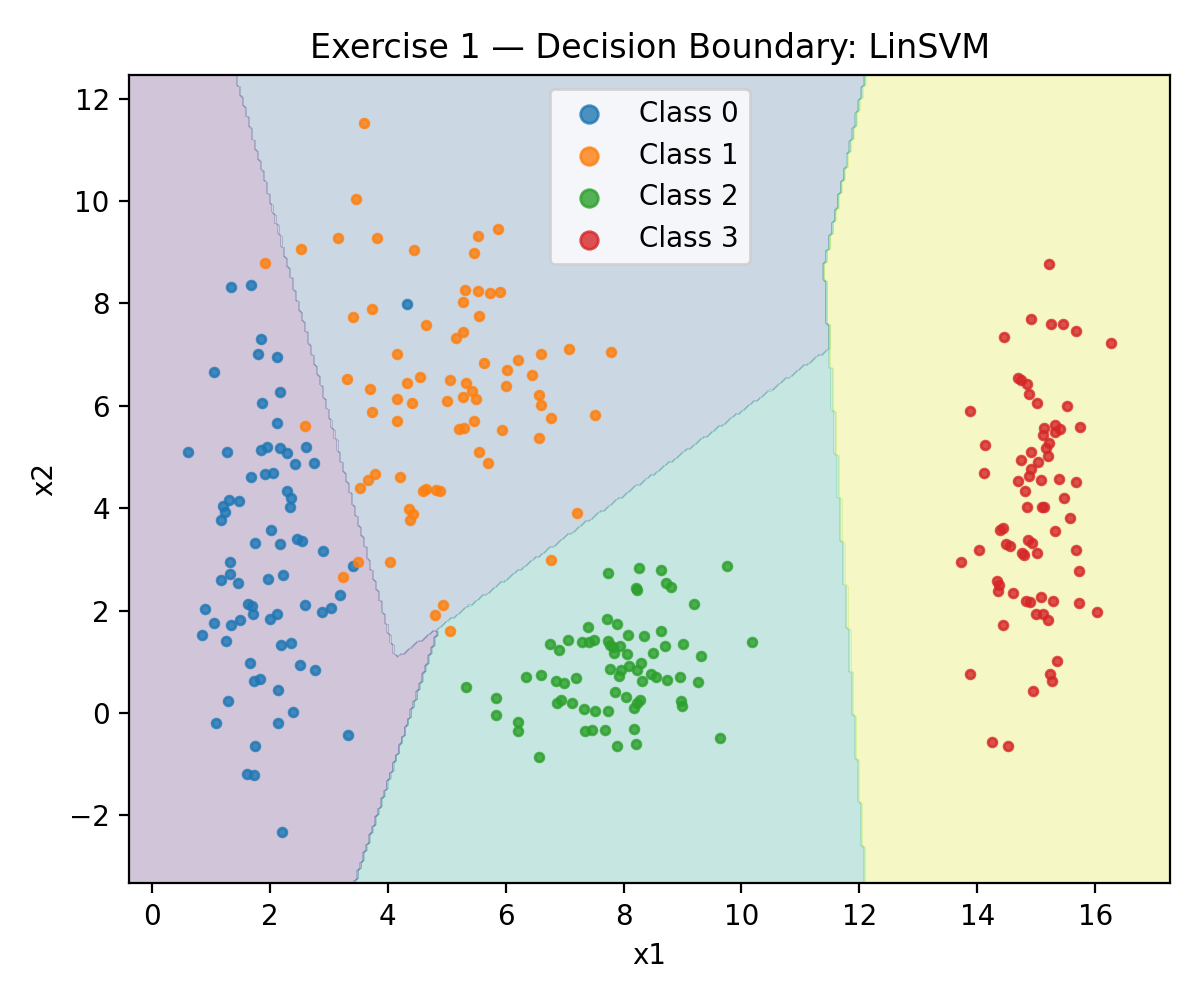 Exercise 1 — Decision Boundary: LinSVM
Class 0
Class 1
Class 2
Class 3
12
10
8
6
4
2
0
−2
x2
0 2 4 6 8 10 12 14 16
x1